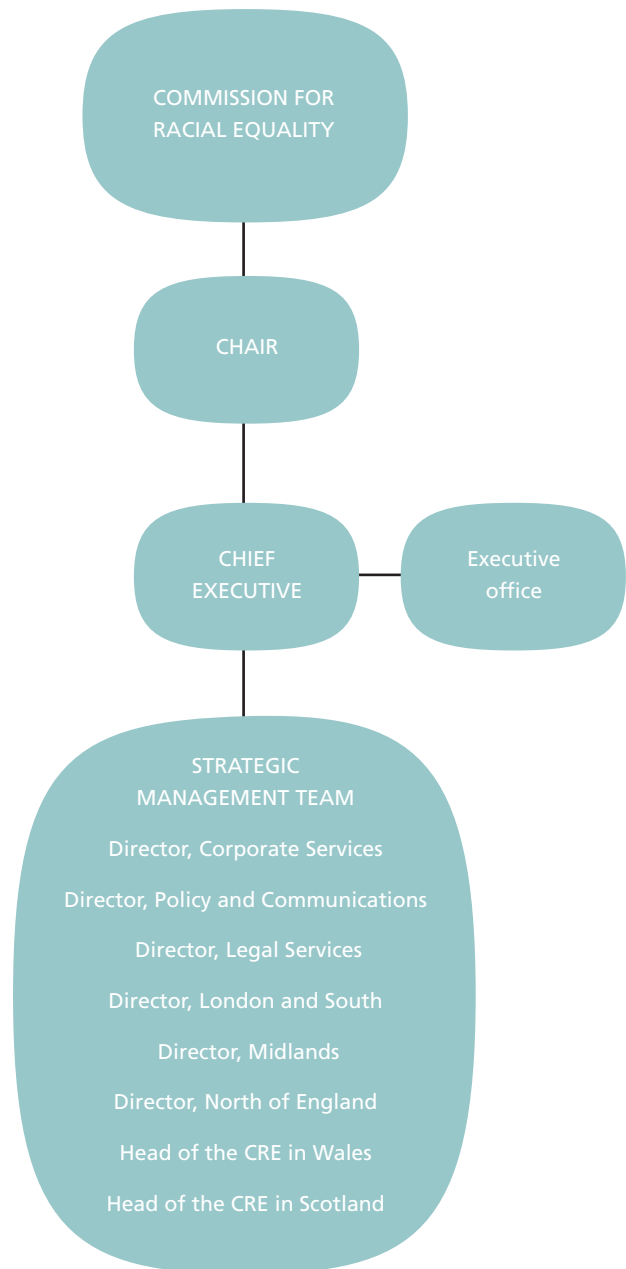 COMMISSION FOR
RACIAL EQUALITY
CHAIR
CHIEF
EXECUTIVE
Executive
office
STRATEGIC
MANAGEMENT TEAM
Director, Corporate Services
Director, Policy and Communications
Director, Legal Services
Director, London and South
Director, Midlands
Director, North of England
Head of the CRE in Wales
Head of the CRE in Scotland